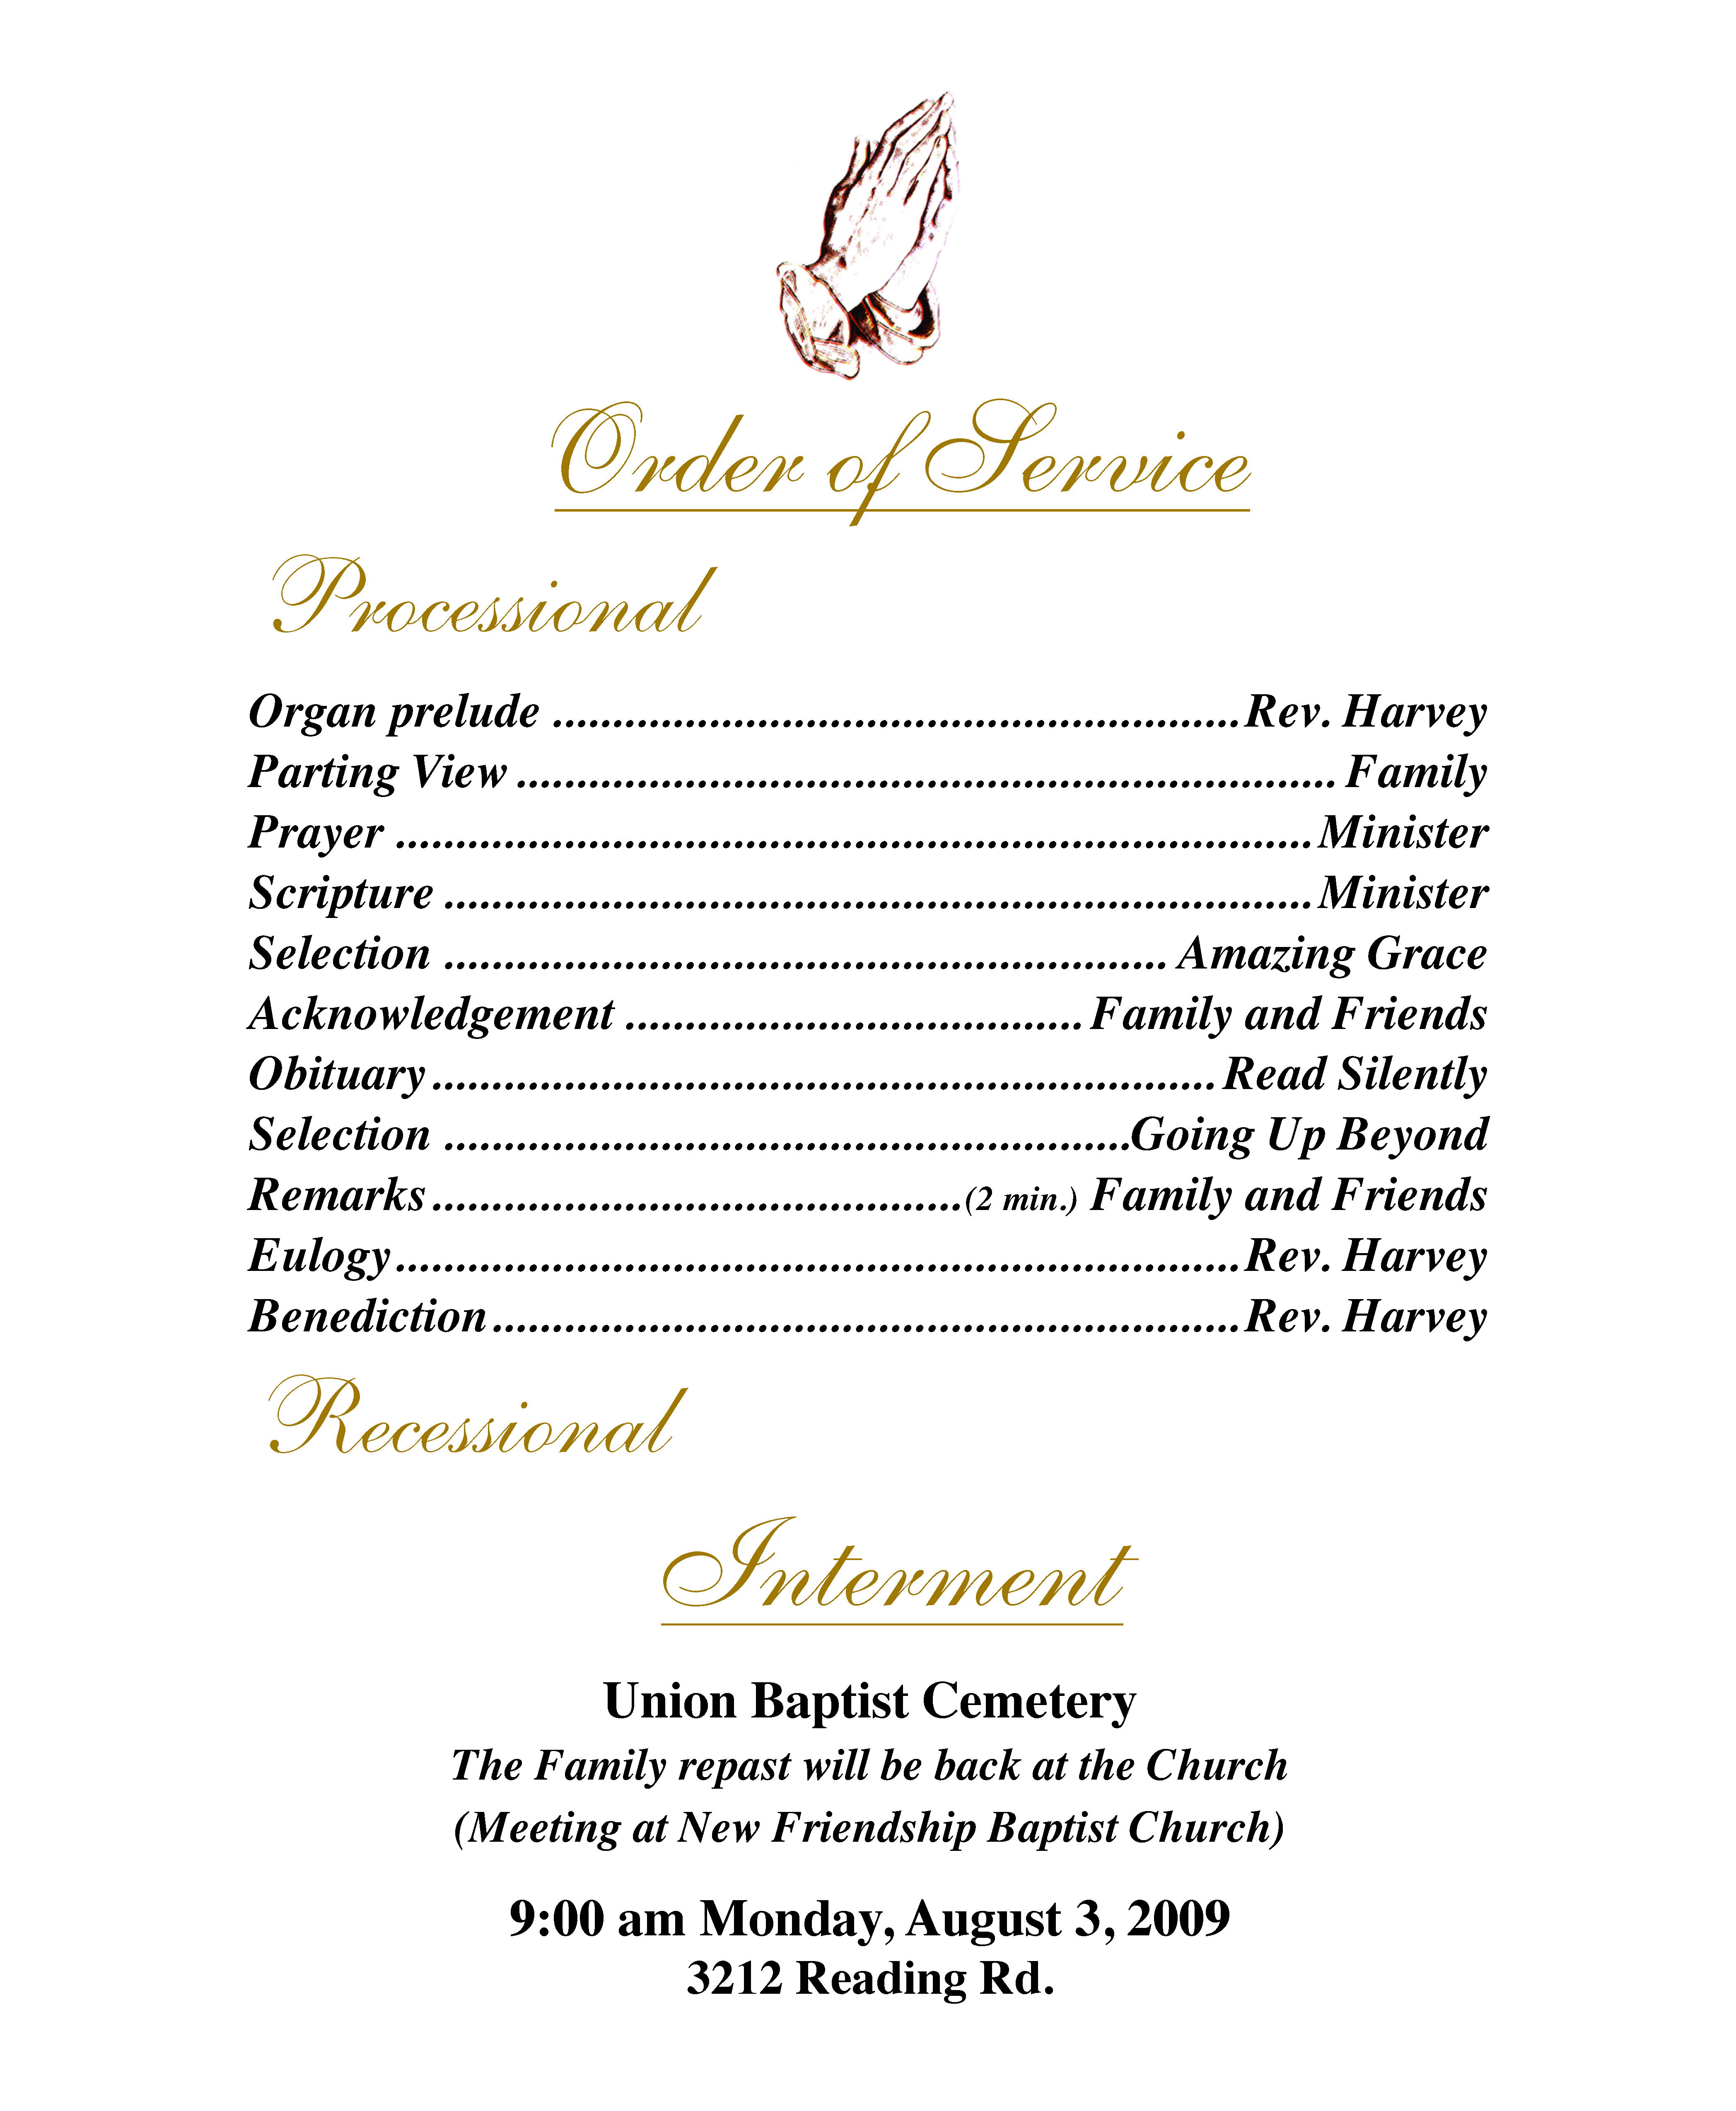 Order of Service
Processional
Organ prelude ......................................................... Rev. Harvey
Parting View .................................................................... Family
Prayer ............................................................................ Minister
Scripture ........................................................................ Minister
Selection ............................................................ Amazing Grace
Acknowledgement ...................................... Family and Friends
Obituary ................................................................. Read Silently
Selection .........................................................Going Up Beyond
Remarks ............................................(2 min.) Family and Friends
Eulogy ...................................................................... Rev. Harvey
Benediction .............................................................. Rev. Harvey
Recessional
Interment
Union Baptist Cemetery
The Family repast will be back at the Church
(Meeting at New Friendship Baptist Church)
9:00 am Monday, August 3, 2009
3212 Reading Rd.